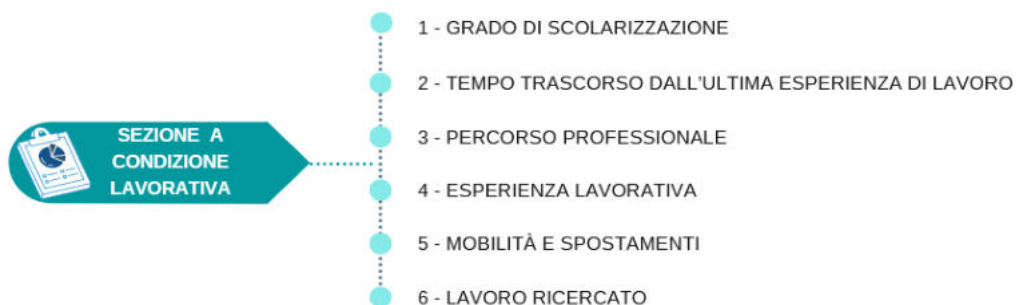 SEZIONE A
CONDIZIONE
LAVORATIVA
1 - GRADO DI SCOLARIZZAZIONE
2 - TEMPO TRASCORSO DALL'ULTIMA ESPERIENZA DI LAVORO
3 - PERCORSO PROFESSIONALE
4 - ESPERIENZA LAVORATIVA
5 - MOBILITÀ E SPOSTAMENTI
6 - LAVORO RICERCATO